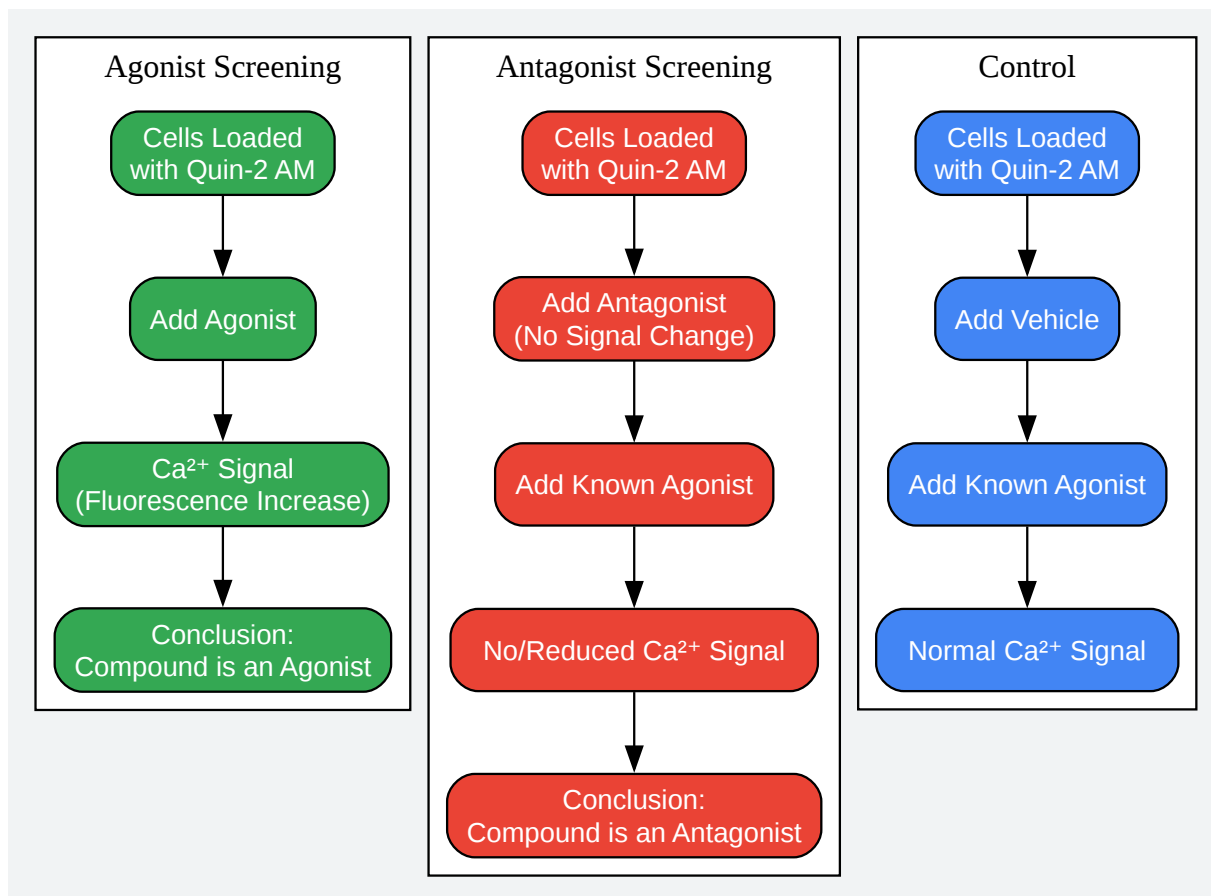 Agonist Screening
Cells Loaded
with Quin-2 AM
Add Agonist
Ca²⁺ Signal
(Fluorescence Increase)
Conclusion:
Compound is an Agonist
Antagonist Screening
Cells Loaded
with Quin-2 AM
Add Antagonist
(No Signal Change)
Add Known Agonist
No/Reduced Ca²⁺ Signal
Conclusion:
Compound is an Antagonist
Control
Cells Loaded
with Quin-2 AM
Add Vehicle
Add Known Agonist
Normal Ca²⁺ Signal